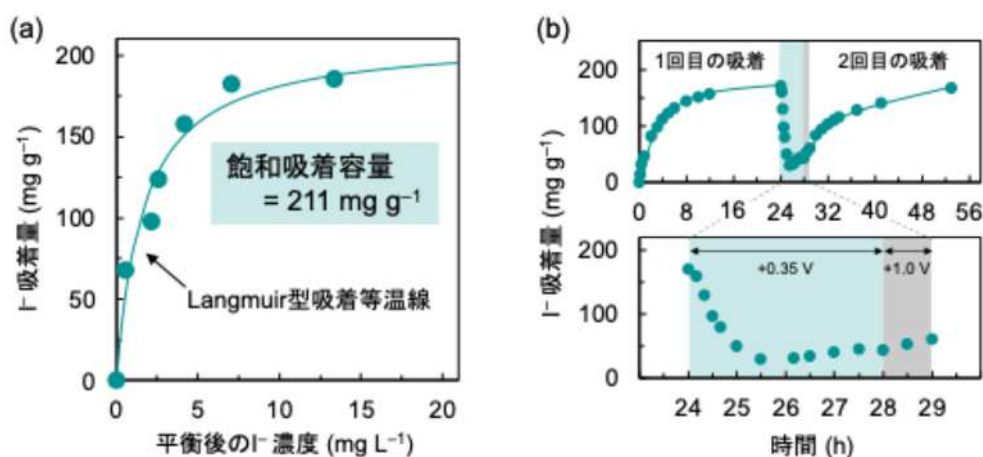 (a)
I⁻ 吸着量 (mg g⁻¹)
200
150
100
50
0
飽和吸着容量
= 211 mg g⁻¹
Langmuir型吸着等温線
0 5 10 15 20
平衡後のI⁻ 濃度 (mg L⁻¹)
(b)
I⁻ 吸着量 (mg g⁻¹)
200
100
0
1回目の吸着
2回目の吸着
0 8 16 24 32 40 48 56
200
100
0
+0.35 V
+1.0 V
24 25 26 27 28 29
時間 (h)